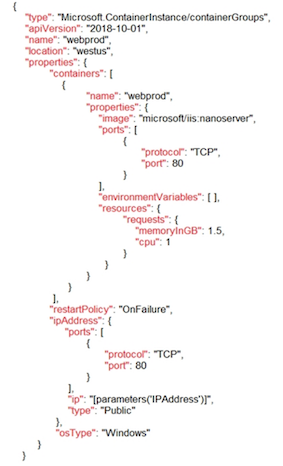 {
"type": "Microsoft.ContainerInstance/containerGroups",
"apiVersion": "2018-10-01",
"name": "webprod",
"location": "westus",
"properties": {
"containers": [
{
"name": "webprod",
"properties": {
"image": "microsoft/iis:nanoserver",
"ports": [
{
"protocol": "TCP",
"port": 80
}
],
"environmentVariables": [ ],
"resources": {
"requests": {
"memoryInGB": 1.5,
"cpu": 1
}
}
}
}
],
"restartPolicy": "OnFailure",
"ipAddress": {
"ports": [
{
"protocol": "TCP",
"port": 80
}
],
"ip": "[parameters('IPAddress')]",
"type": "Public"
},
"osType": "Windows"
}
}